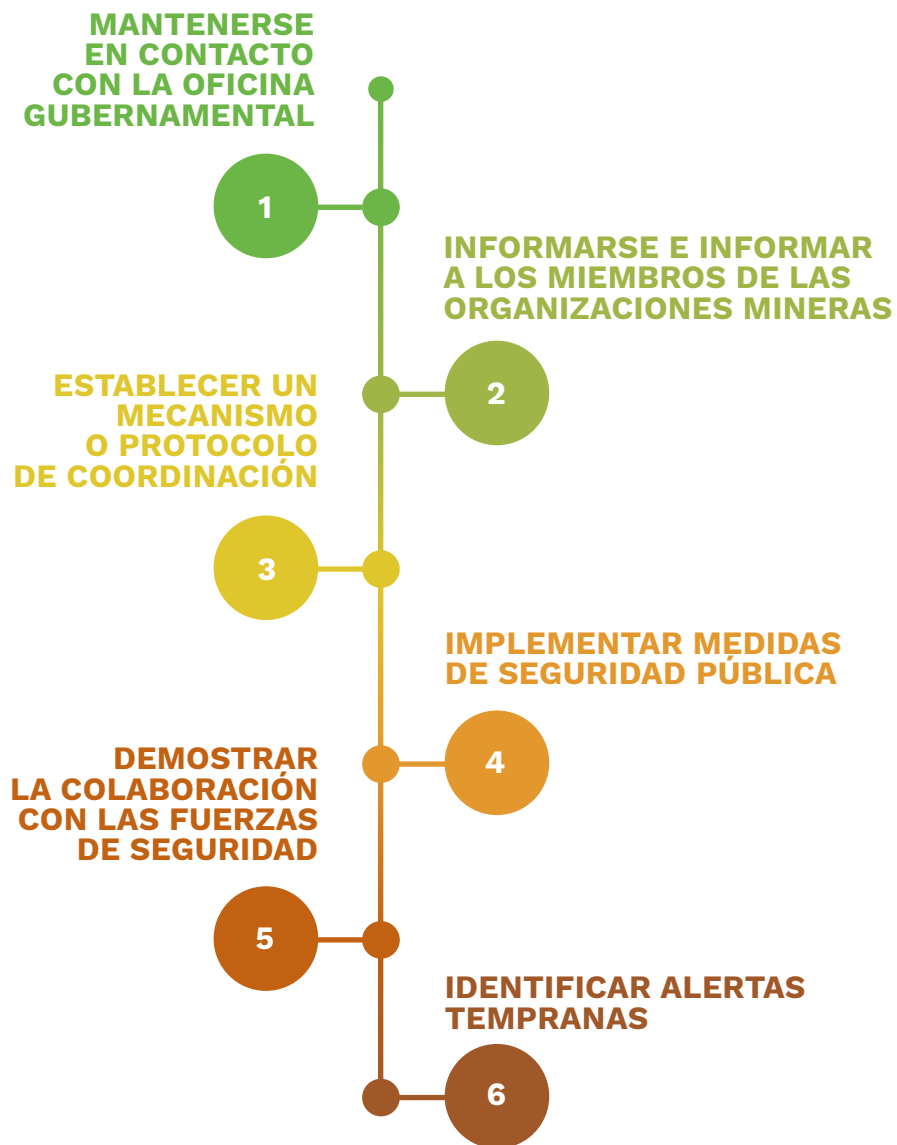 MANTENERSE
EN CONTACTO
CON LA OFICINA
GUBERNAMENTAL
1
INFORMARSE E INFORMAR
A LOS MIEMBROS DE LAS
ORGANIZACIONES MINERAS
2
ESTABLECER UN
MECANISMO
O PROTOCOLO
DE COORDINACIÓN
3
IMPLEMENTAR MEDIDAS
DE SEGURIDAD PÚBLICA
4
DEMOSTRAR
LA COLABORACIÓN
CON LAS FUERZAS
DE SEGURIDAD
5
IDENTIFICAR ALERTAS
TEMPRANAS
6